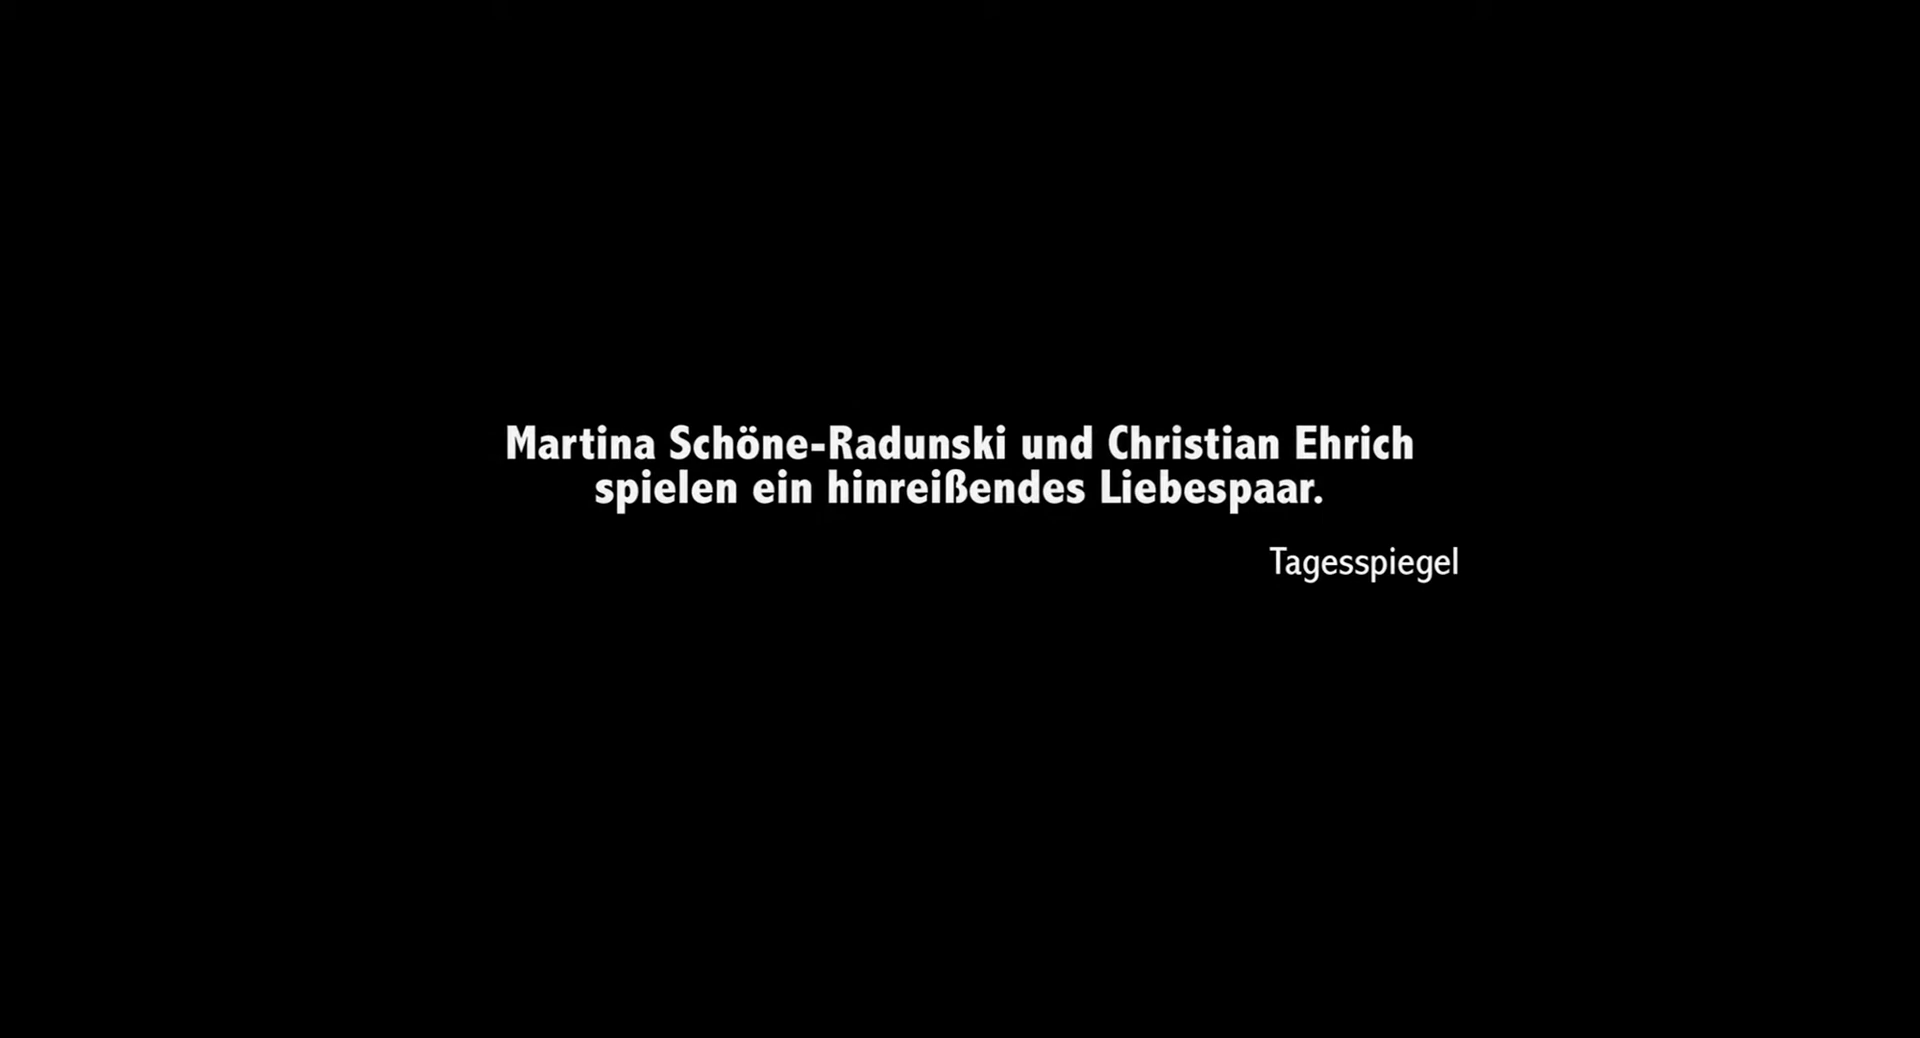 Martina Schöne-Radunski und Christian Ehrich
spielen ein hinreißendes Liebespaar.
Tagesspiegel